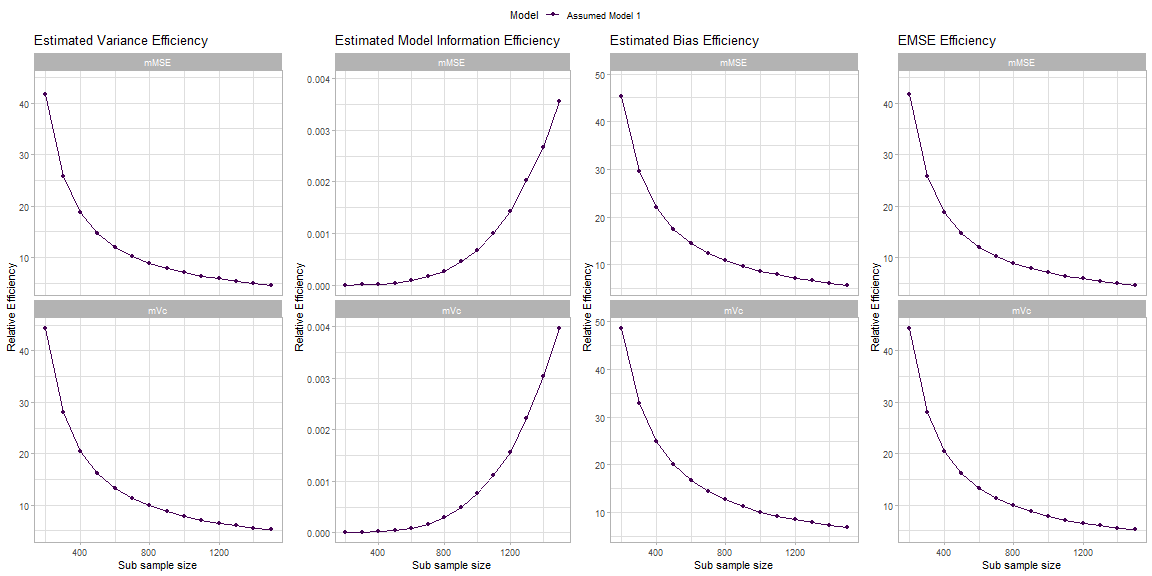 Model Assumed Model 1
Estimated Variance Efficiency
mMSE
40
30
20
10
mVc
40
30
20
10
400 800 1200
Sub sample size
Relative Efficiency
Estimated Model Information Efficiency
mMSE
0.004
0.003
0.002
0.001
0.000
mVc
0.004
0.003
0.002
0.001
0.000
400 800 1200
Sub sample size
Relative Efficiency
Estimated Bias Efficiency
mMSE
50
40
30
20
10
mVc
50
40
30
20
10
400 800 1200
Sub sample size
Relative Efficiency
EMSE Efficiency
mMSE
40
30
20
10
mVc
40
30
20
10
400 800 1200
Sub sample size
Relative Efficiency